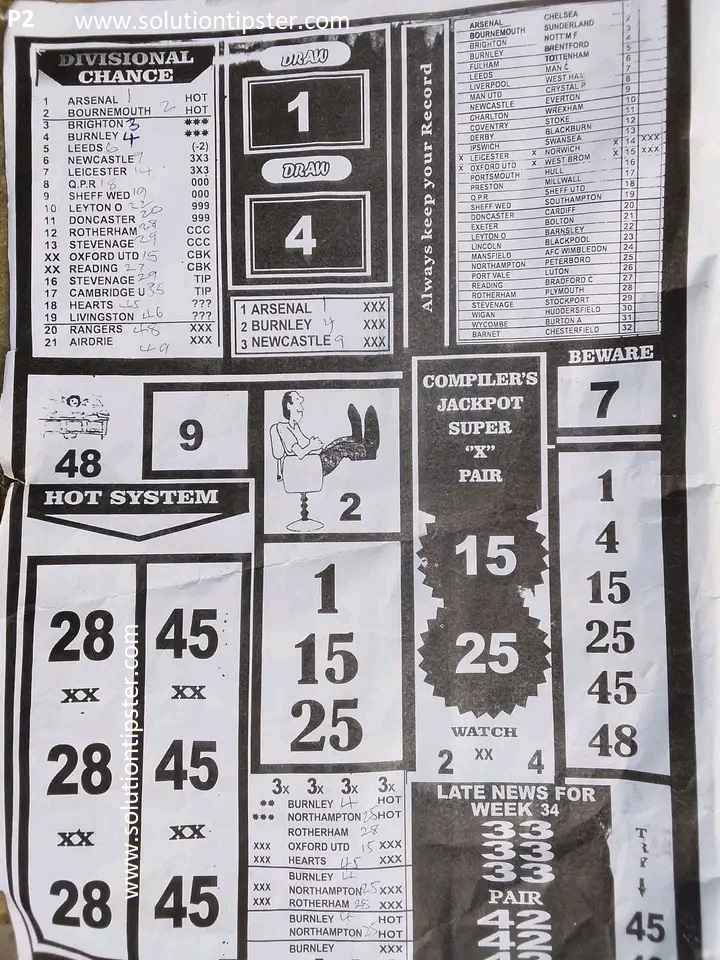 P2 www.solutiontipster.com
DIVISIONAL
CHANCE
1 ARSENAL 1 HOT
2 BOURNEMOUTH 2 HOT
3 BRIGHTON 3 ***
4 BURNLEY 4 ***
5 LEEDS 6 (-2)
6 NEWCASTLE 3X3
7 LEICESTER 14 3X3
8 Q.P.R 18 000
9 SHEFF WED 19 000
10 LEYTON O 22 999
11 DONCASTER 20 999
12 ROTHERAM 28 CCC
13 STEVENAGE 29 CCC
XX OXFORD UTD 15 CBK
XX READING 27 CBK
16 STEVENAGE 29 TIP
17 CAMBRIDGE U 35 TIP
18 HEARTS 45 ???
19 LIVINGSTON 46 ???
20 RANGERS 48 XXX
21 AIRDRIE 49 XXX
DRAW
1
DRAW
4
1 ARSENAL 1 XXX
2 BURNLEY 4 XXX
3 NEWCASTLE 9 XXX
Always keep your Record
ARSENAL CHELSEA
BOURNEMOUTH SUNDERLAND 3
BRIGHTON NOTT'M F 4
BURNLEY BRENTFORD 5
FULHAM TOTTENHAM 6
LEEDS MAN C 7
LIVERPOOL WEST HAM 8
MAN UTD CRYSTAL P 9
NEWCASTLE EVERTON 10
CHARLTON WREXHAM 11
COVENTRY STOKE 12
DERBY BLACKBURN 13
IPSWICH SWANSEA X 14 XXX
X LEICESTER X NORWICH X 15 XXX
X OXFORD UTD X WEST BROM 16
PORTSMOUTH HULL 17
PRESTON MILLWALL 18
Q.P.R SHEFF UTD 19
SHEFF WED SOUTHAMPTON 20
DONCASTER CARDIFF 21
EXETER BOLTON 22
LEYTON O BARNSLEY 23
LINCOLN BLACKPOOL 24
MANSFIELD AFC WIMBLEDON 25
NORTHAMPTON PETERBORO 26
PORT VALE LUTON 27
READING BRADFORD C 28
ROTHERAM PLYMOUTH 29
STEVENAGE STOCKPORT 30
WIGAN HUDDERSFIELD 31
WYCOMBE BURTON A
BARNET CHESTERFIELD 32
48
9
2
COMPILER'S
JACKPOT
SUPER
"X"
PAIR
15
25
WATCH
2 XX 4
BEWARE
7
1
4
15
25
45
48
HOT SYSTEM
28 45
XX XX
28 45
XX XX
28 45
www.solutiontipster.com
1
15
25
3x 3x 3x 3x
** BURNLEY 4 HOT
*** NORTHAMPTON 25 HOT
ROTHERAM 28
XXX OXFORD UTD 15 XXX
XXX HEARTS 45 XXX
BURNLEY 4
XXX NORTHAMPTON 25 XXX
XXX ROTHERAM 28 XXX
BURNLEY 4 HOT
NORTHAMPTON 25 HOT
BURNLEY XXX
LATE NEWS FOR
WEEK 34
33
33
33
PAIR
42
42
TRY
45